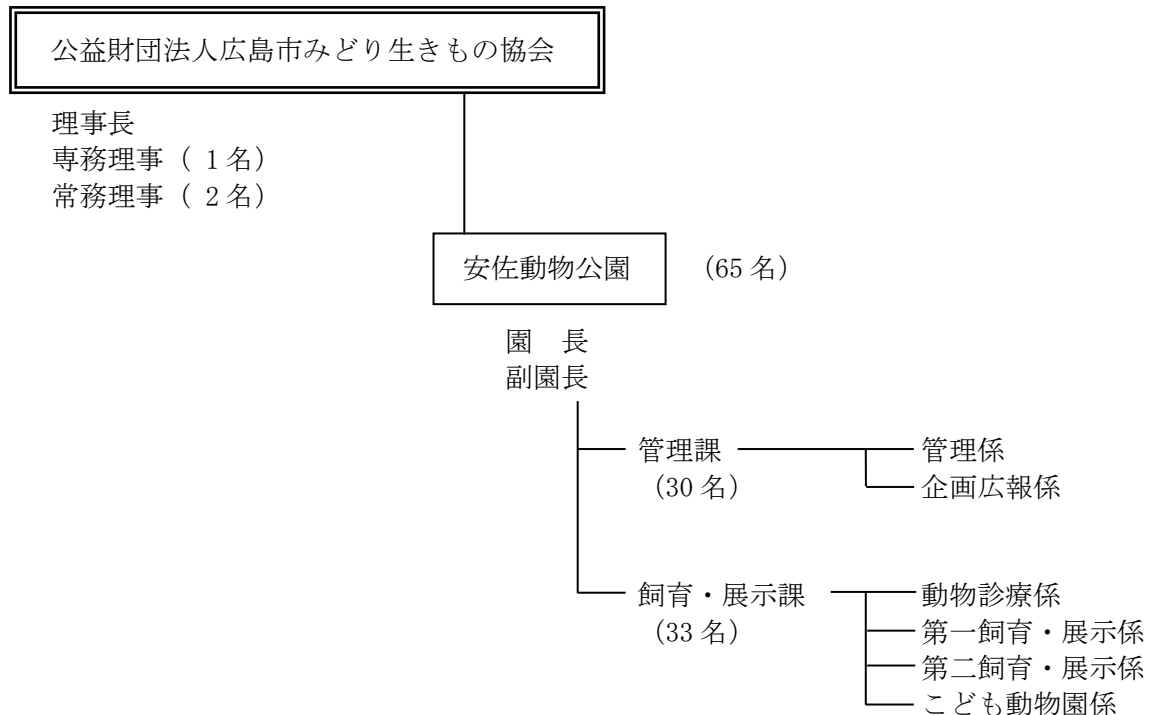 公益財団法人広島市みどり生きもの協会
理事長
専務理事（１名）
常務理事（２名）
安佐動物公園 （65名）
園　長
副園長
管理課 管理係
（30名） 企画広報係
飼育・展示課 動物診療係
（33名） 第一飼育・展示係
第二飼育・展示係
こども動物園係